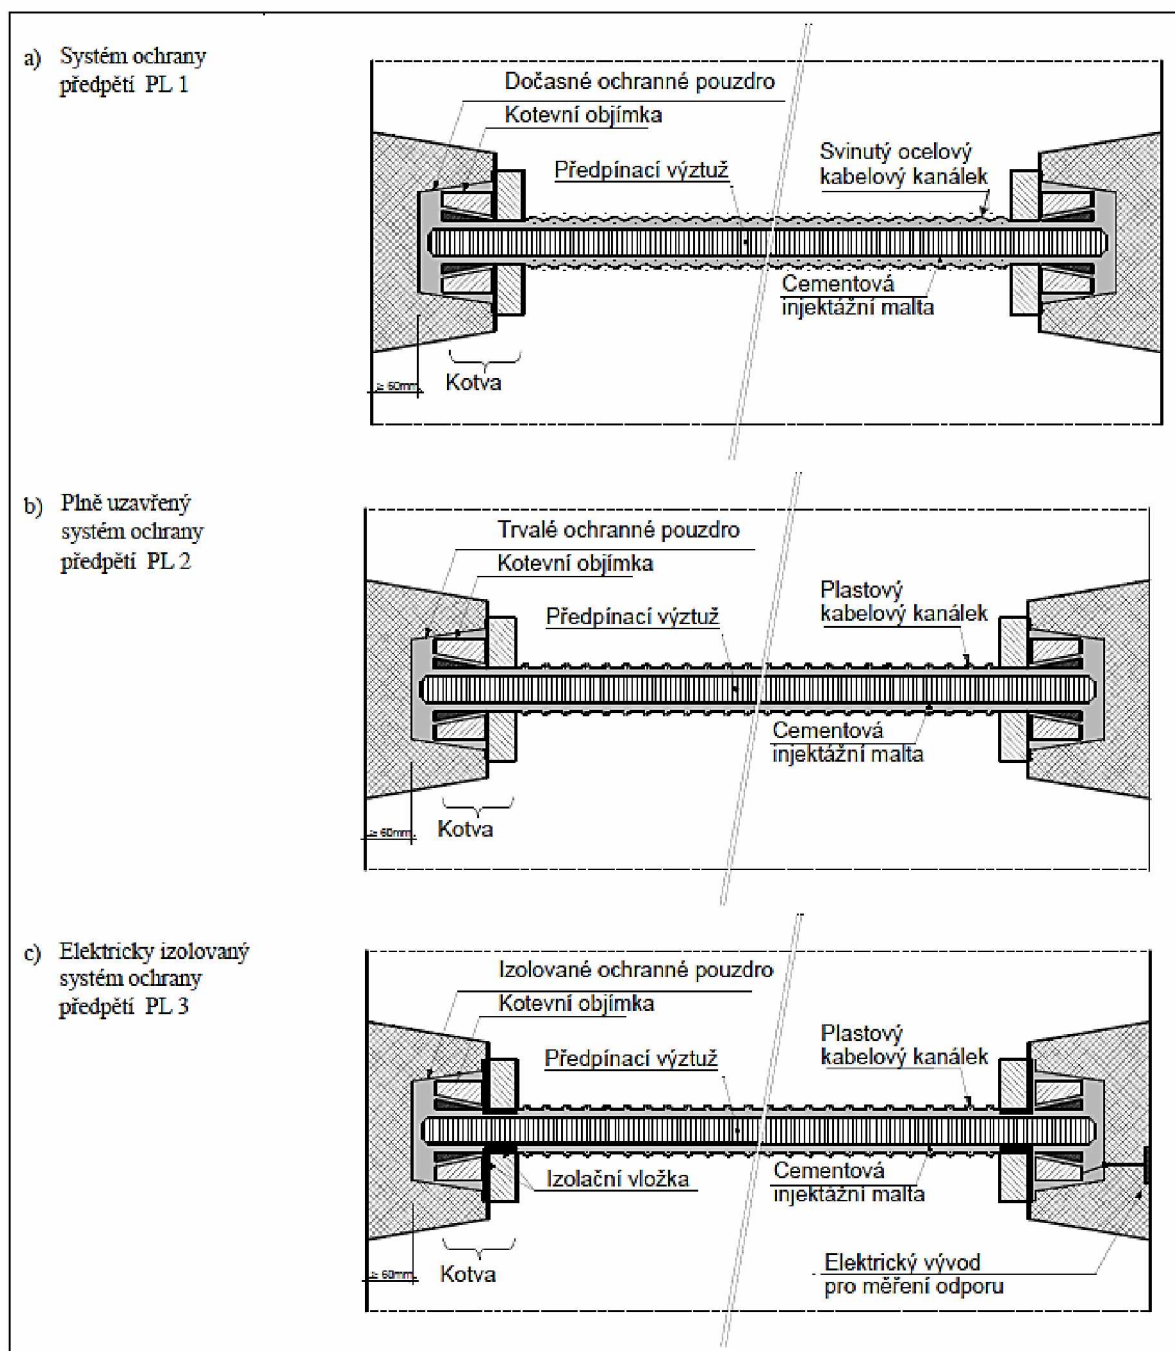 a) Systém ochrany
předpětí PL 1
Dočasné ochranné pouzdro
Kotevní objímka
Předpínací výztuž
Svinutý ocelový
kabelový kanálek
Cementová
injektážní malta
≥ 60mm
Kotva
b) Plně uzavřený
systém ochrany
předpětí PL 2
Trvalé ochranné pouzdro
Kotevní objímka
Předpínací výztuž
Plastový
kabelový kanálek
Cementová
injektážní malta
≥ 60mm
Kotva
c) Elektricky izolovaný
systém ochrany
předpětí PL 3
Izolované ochranné pouzdro
Kotevní objímka
Předpínací výztuž
Plastový
kabelový kanálek
Izolační vložka
Cementová
injektážní malta
≥ 60mm
Kotva
Elektrický vývod
pro měření odporu